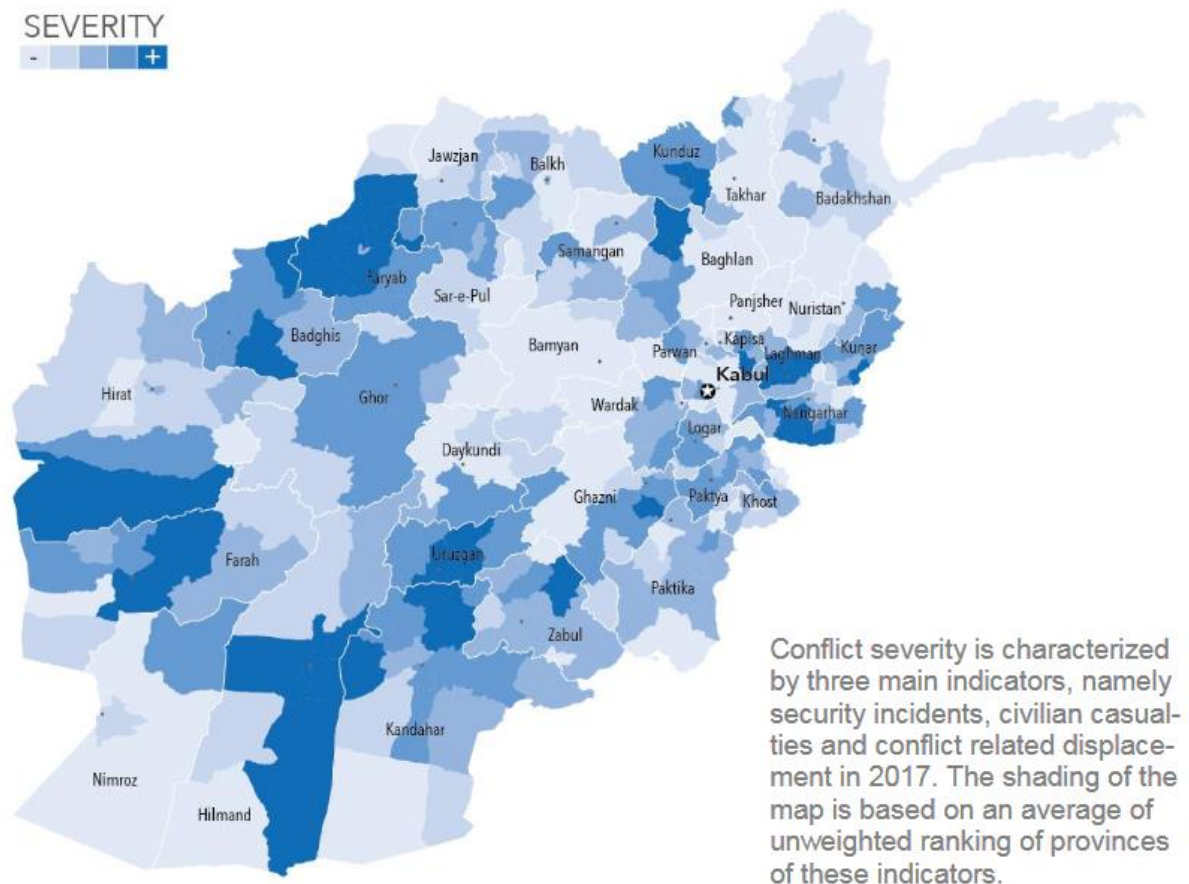 SEVERITY
- +
Jawzjan
Balkh
Kunduz
Takhar
Badakhshan
Samangan
Baghlan
Faryab
Sar-e-Pul
Panjsher
Nuristan
Badghis
Bamyan
Parwan
Kapisa
Laghman
Kunar
Kabul
Hirat
Ghor
Wardak
Nangarhar
Logar
Daykundi
Ghazni
Paktya
Khost
Uruzgan
Farah
Paktika
Zabul
Kandahar
Nimroz
Hilmand
Conflict severity is characterized
by three main indicators, namely
security incidents, civilian casual-
ties and conflict related displace-
ment in 2017. The shading of the
map is based on an average of
unweighted ranking of provinces
of these indicators.